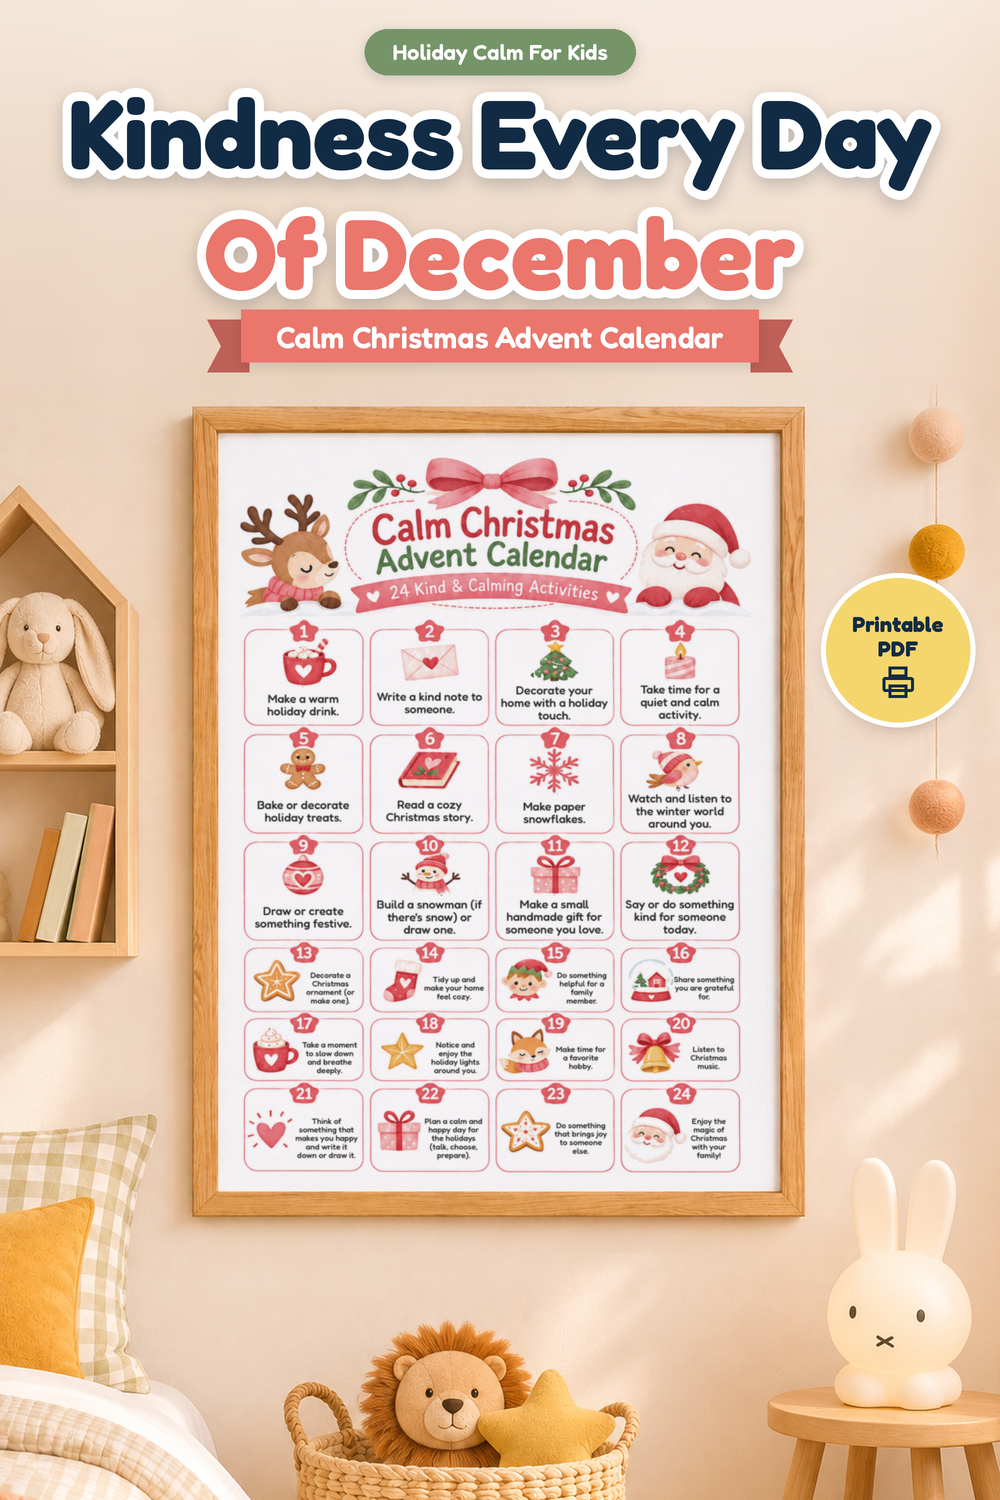 Holiday Calm For Kids
Kindness Every Day
Of December
Calm Christmas Advent Calendar
Calm Christmas
Advent Calendar
24 Kind & Calming Activities
Printable
PDF
1
Make a warm
holiday drink.
2
Write a kind note to
someone.
3
Decorate your
home with a holiday
touch.
4
Take time for a
quiet and calm
activity.
5
Bake or decorate
holiday treats.
6
Read a cozy
Christmas story.
7
Make paper
snowflakes.
8
Watch and listen to
the winter world
around you.
9
Draw or create
something festive.
10
Build a snowman (if
there's snow) or
draw one.
11
Make a small
handmade gift for
someone you love.
12
Say or do something
kind for someone
today.
13
Decorate a
Christmas
ornament (or
make one).
14
Tidy up and
make your home
feel cozy.
15
Do something
helpful for a
family
member.
16
Share something
you are grateful
for.
17
Take a moment
to slow down
and breathe
deeply.
18
Notice and
enjoy the
holiday lights
around you.
19
Make time for
a favorite
hobby.
20
Listen to
Christmas
music.
21
Think of
something that
makes you happy
and write it
down or draw it.
22
Plan a calm and
happy day for
the holidays
(talk, choose,
prepare).
23
Do something
that brings joy
to someone
else.
24
Enjoy the
magic of
Christmas
with your
family!